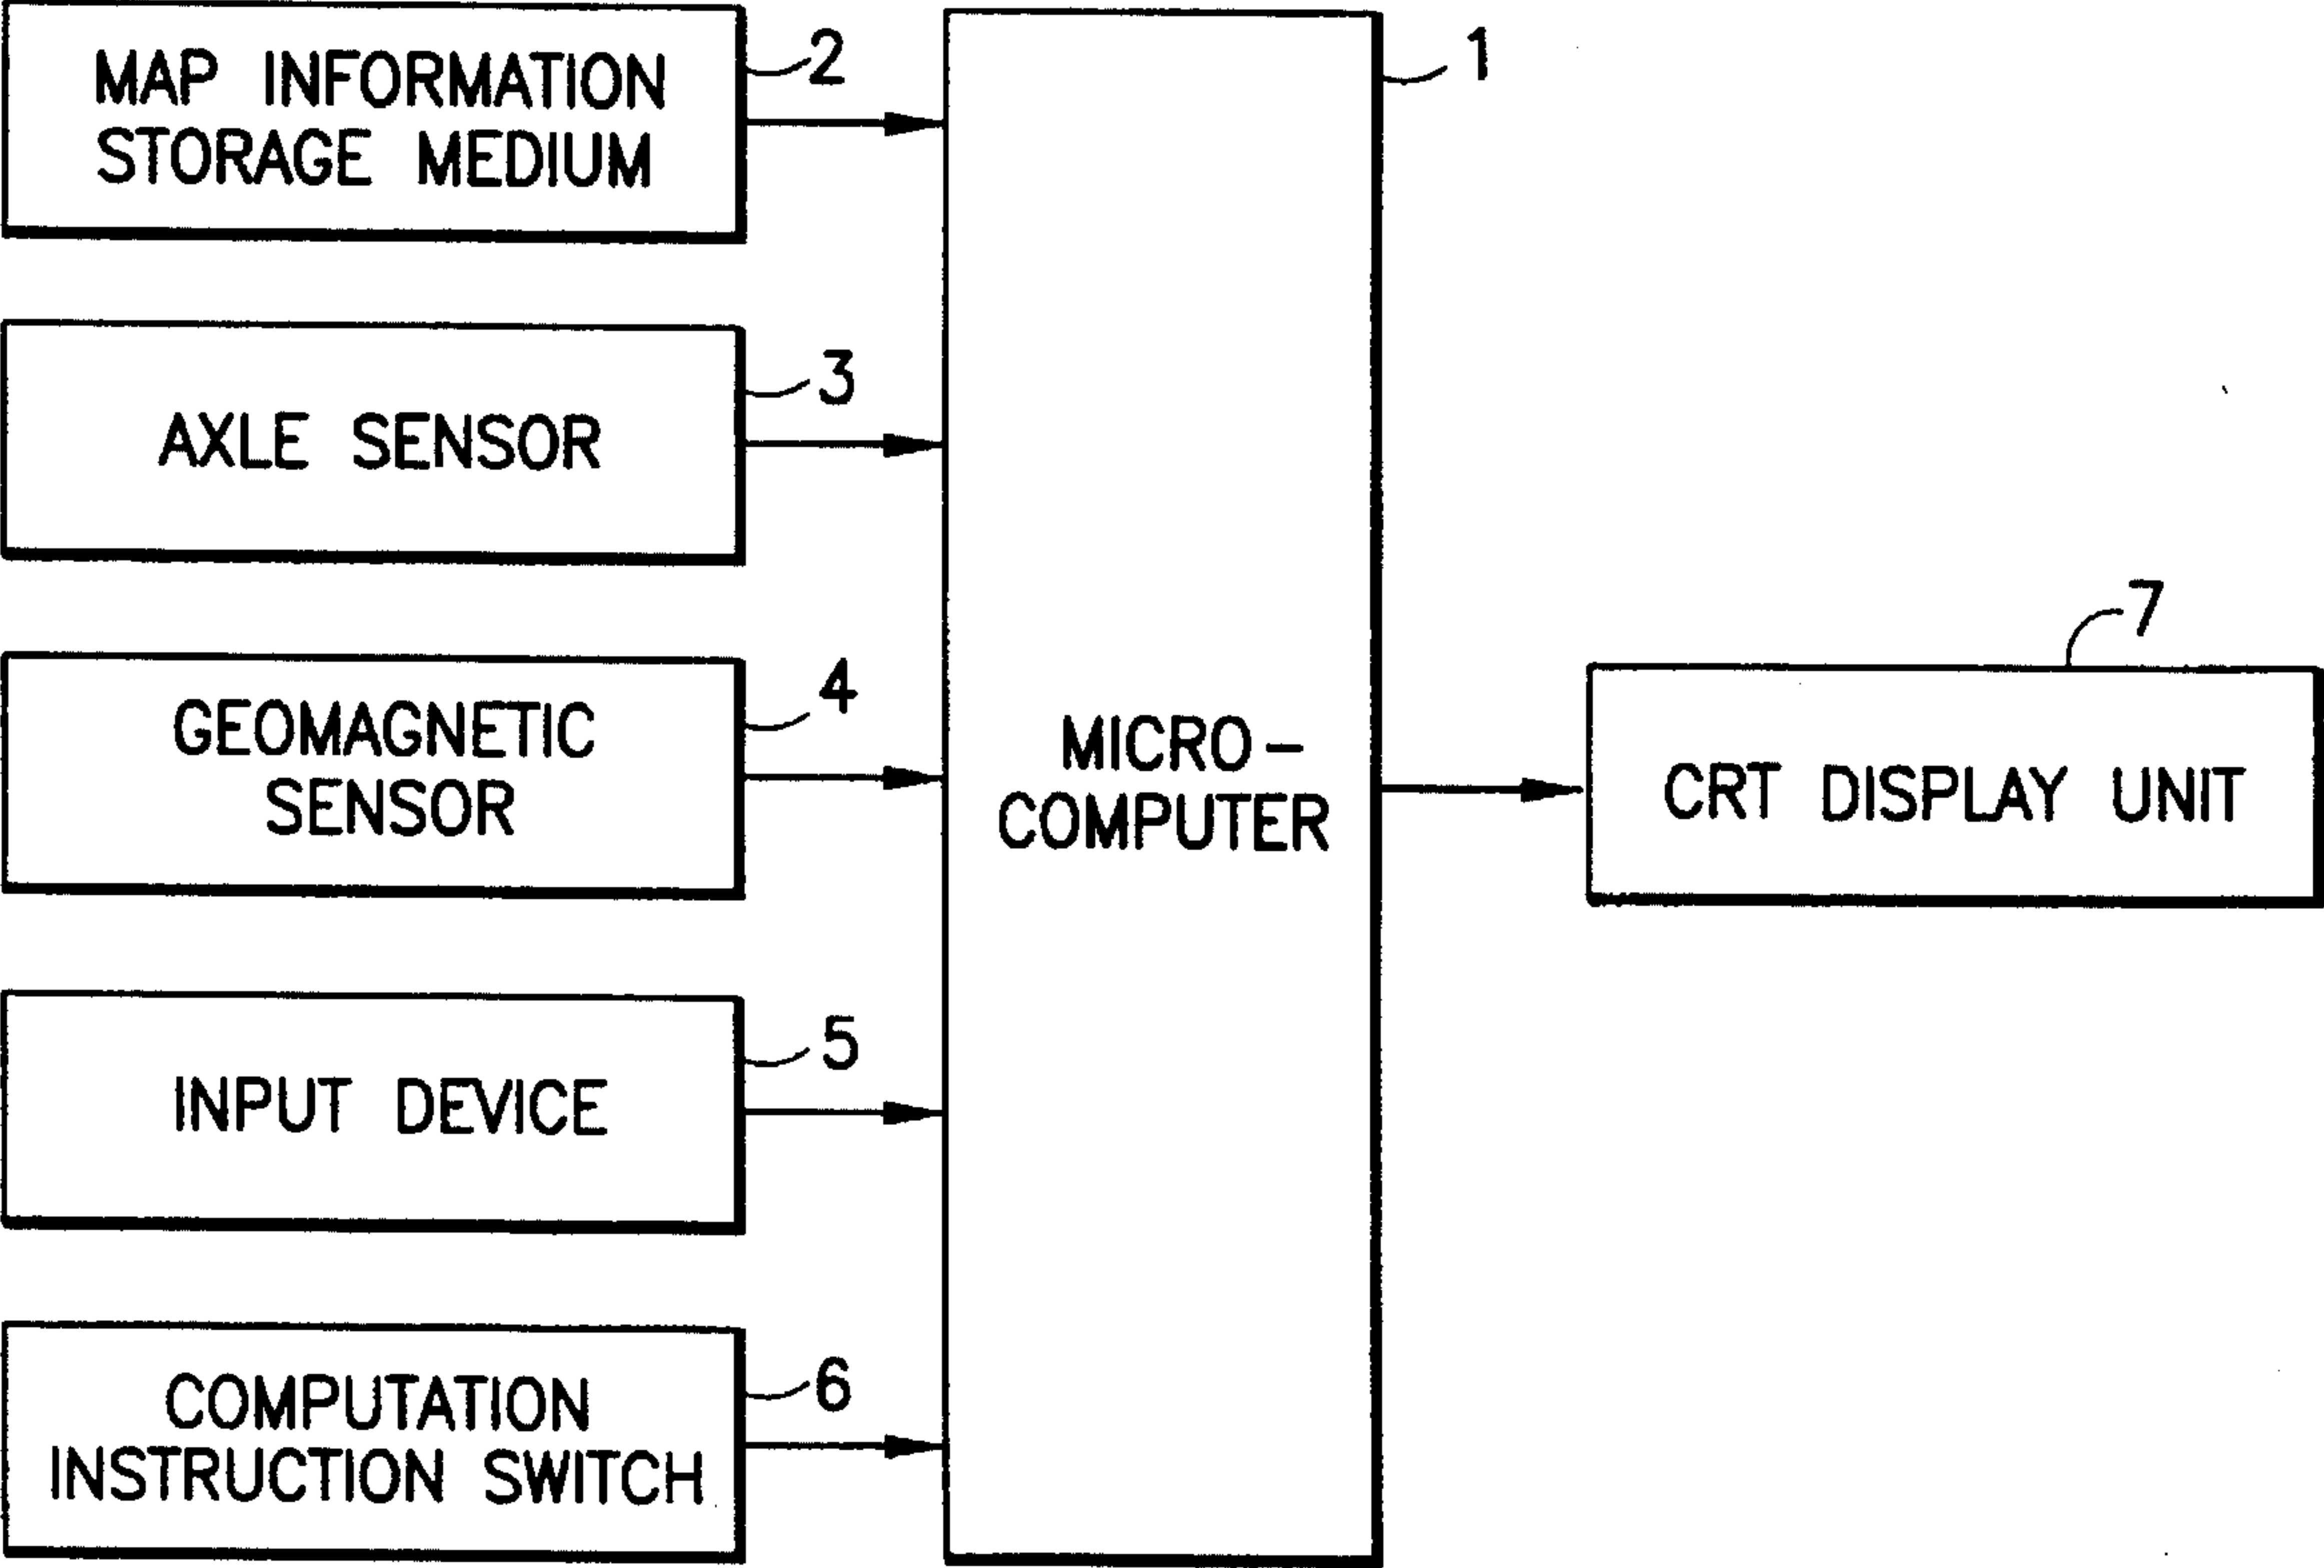 MAP INFORMATION
STORAGE MEDIUM
2
1
AXLE SENSOR
3
GEOMAGNETIC
SENSOR
4
MICRO-
COMPUTER
7
CRT DISPLAY UNIT
INPUT DEVICE
5
COMPUTATION
INSTRUCTION SWITCH
6